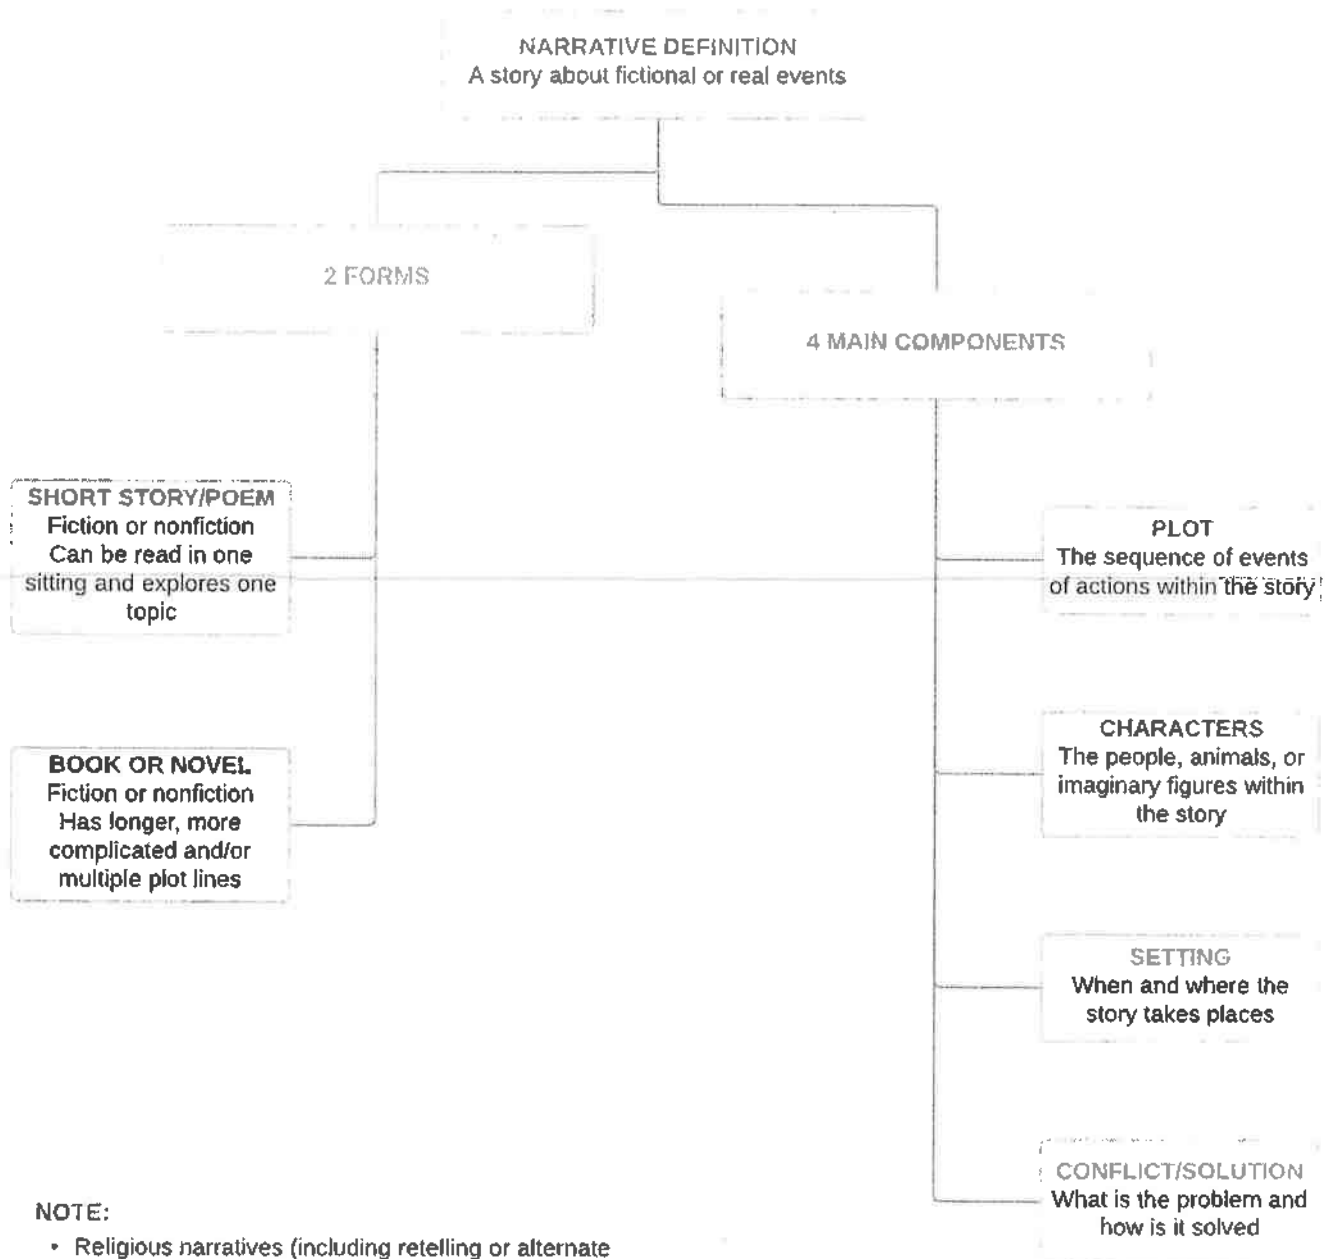 NARRATIVE DEFINITION
A story about fictional or real events
2 FORMS
4 MAIN COMPONENTS
SHORT STORY/POEM
Fiction or nonfiction
Can be read in one
sitting and explores one
topic
BOOK OR NOVEL
Fiction or nonfiction
Has longer, more
complicated and/or
multiple plot lines
PLOT
The sequence of events
of actions within the story
CHARACTERS
The people, animals, or
imaginary figures within
the story
SETTING
When and where the
story takes places
CONFLICT/SOLUTION
What is the problem and
how is it solved
NOTE:
• Religious narratives (including retelling or alternate